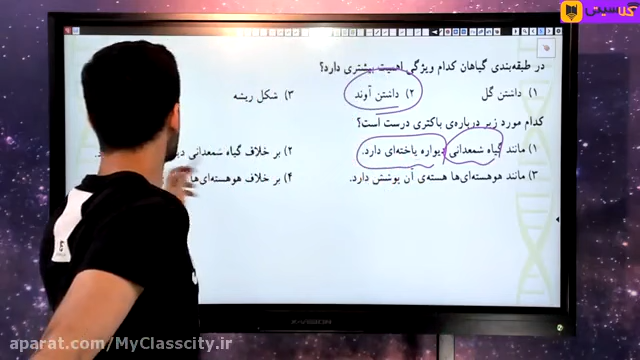 کلاسیتی
در طبقه‌بندی گیاهان کدام ویژگی اهمیت بیشتری دارد؟
۱) داشتن گل ۲) داشتن آوند ۳) شکل ریشه
کدام مورد زیر درباره‌ی باکتری درست است؟
۱) مانند گیاه شمعدانی دیواره یاخته‌ای دارد. ۲) بر خلاف گیاه شمعدانی
۳) مانند هوهسته‌ای‌ها هسته‌ی آن پوشش دارد. ۴) بر خلاف هوهسته‌ای‌ها
aparat.com/MyClasscity.ir